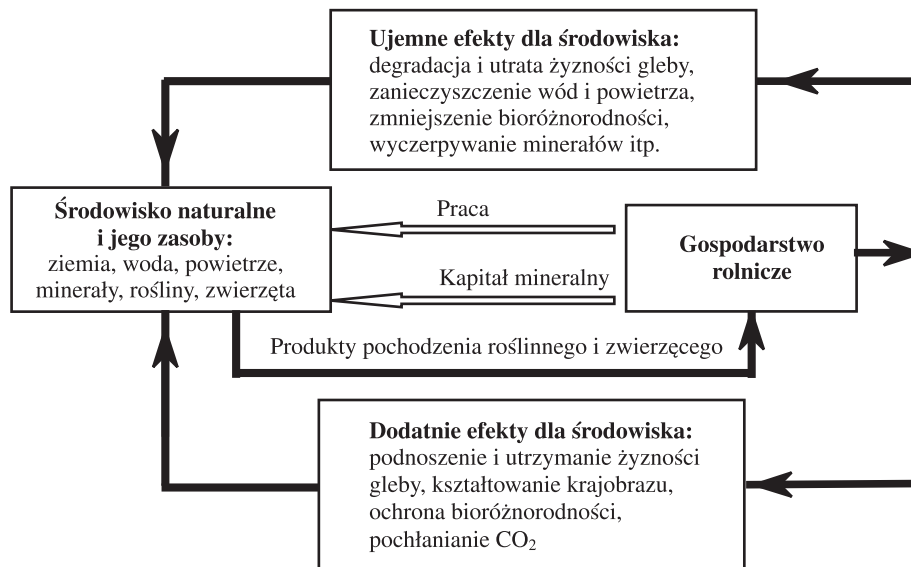 Ujemne efekty dla środowiska:
degradacja i utrata żyzności gleby,
zanieczyszczenie wód i powietrza,
zmniejszenie bioróżnorodności,
wyczerpywanie minerałów itp.
Środowisko naturalne
i jego zasoby:
ziemia, woda, powietrze,
minerały, rośliny, zwierzęta
Praca
Kapitał mineralny
Gospodarstwo
rolnicze
Produkty pochodzenia roślinnego i zwierzęcego
Dodatnie efekty dla środowiska:
podnoszenie i utrzymanie żyzności
gleby, kształtowanie krajobrazu,
ochrona bioróżnorodności,
pochłanianie CO₂